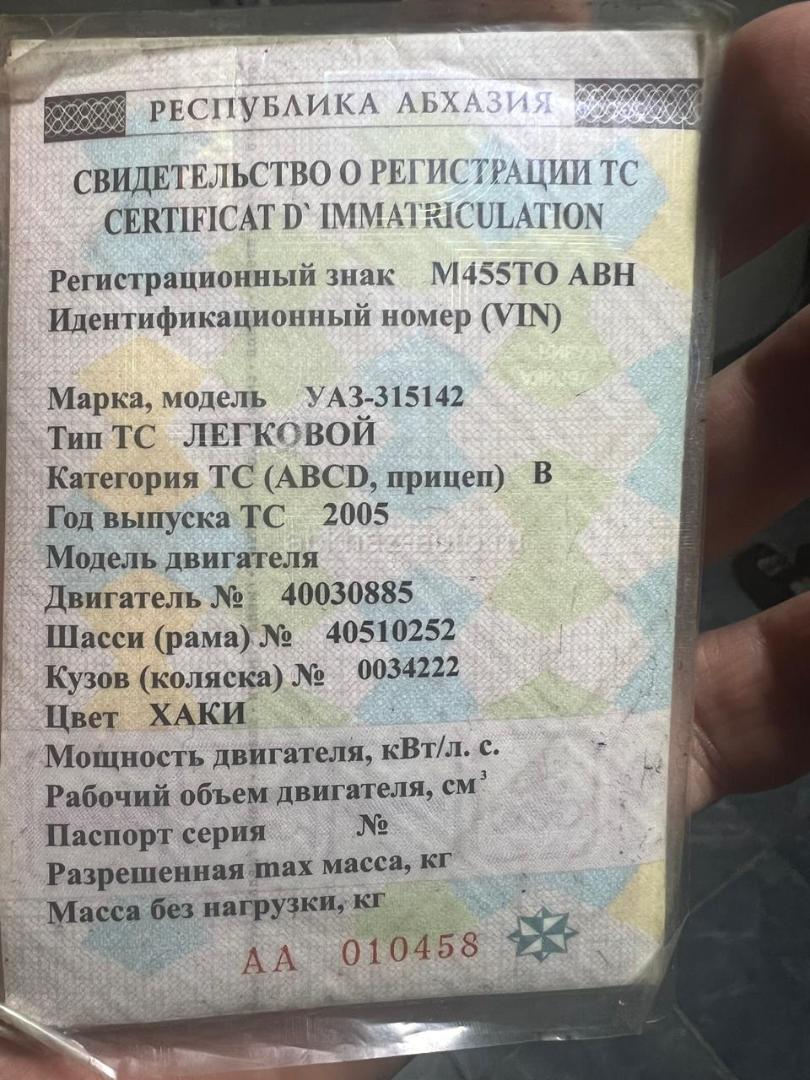 РЕСПУБЛИКА АБХАЗИЯ
СВИДЕТЕЛЬСТВО О РЕГИСТРАЦИИ ТС
CERTIFICAT D` IMMATRICULATION
Регистрационный знак М455ТО АВН
Идентификационный номер (VIN)
Марка, модель УАЗ-315142
Тип ТС ЛЕГКОВОЙ
Категория ТС (ABCD, прицеп) В
Год выпуска ТС 2005
Модель двигателя
Двигатель № 40030885
Шасси (рама) № 40510252
Кузов (коляска) № 0034222
Цвет ХАКИ
Мощность двигателя, кВт/л. с.
Рабочий объем двигателя, см³
Паспорт серия №
Разрешенная max масса, кг
Масса без нагрузки, кг
АА 010458